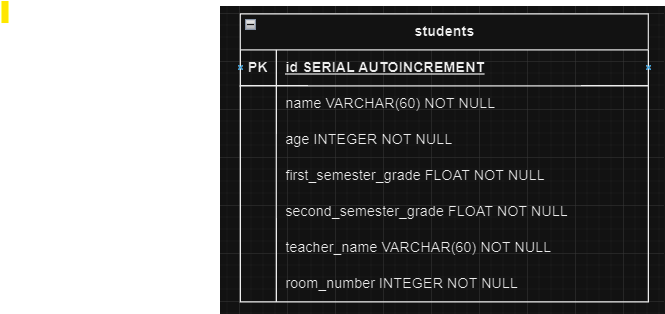 students
PK id SERIAL AUTOINCREMENT
name VARCHAR(60) NOT NULL
age INTEGER NOT NULL
first_semester_grade FLOAT NOT NULL
second_semester_grade FLOAT NOT NULL
teacher_name VARCHAR(60) NOT NULL
room_number INTEGER NOT NULL